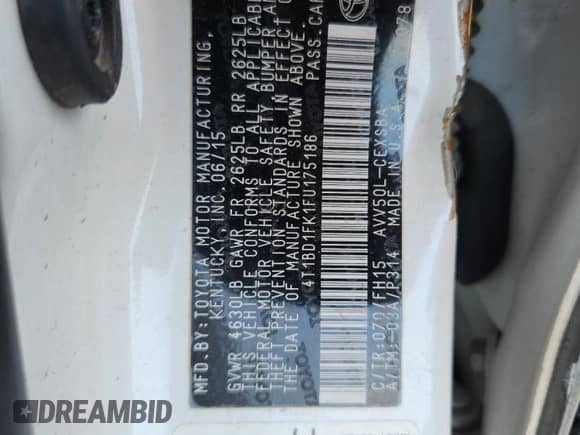 MFD.BY:TOYOTA MOTOR MANUFACTURING,
KENTUCKY, INC. 06/15
GVWR 4630LB GAWR FR 2625LB RR 2625LB
THIS VEHICLE CONFORMS TO ALL APPLICABLE
FEDERAL MOTOR VEHICLE SAFETY, BUMPER, AND
THEFT PREVENTION STANDARDS IN EFFECT ON
THE DATE OF MANUFACTURE SHOWN ABOVE.
4T1BD1FK1FU175186 PASS.CAR
C/TR:070/FH15 AVV50L-CEXSBA
A/TM:-03A/P314 MADE IN U.S.A.
DREAMBID